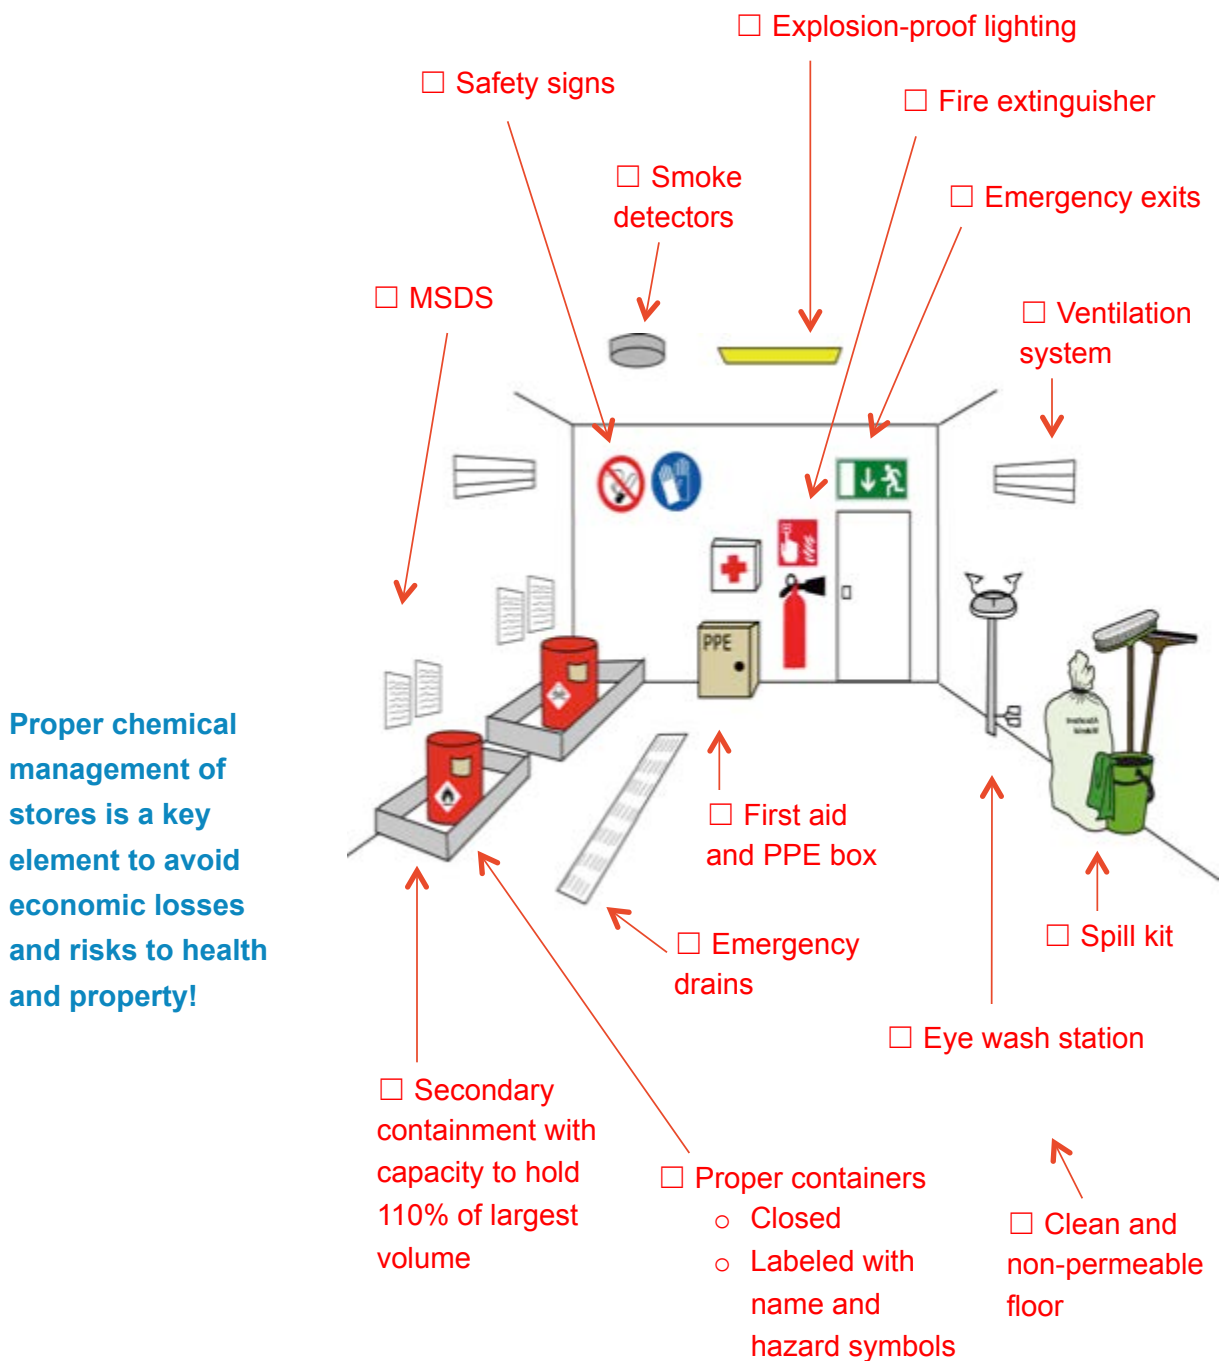 ☐ Explosion-proof lighting
☐ Safety signs
☐ Fire extinguisher
☐ Smoke
detectors
☐ Emergency exits
☐ MSDS
☐ Ventilation
system
PPE
Proper chemical
management of
stores is a key
element to avoid
economic losses
and risks to health
and property!
☐ First aid
and PPE box
☐ Emergency
drains
☐ Spill kit
☐ Eye wash station
☐ Secondary
containment with
capacity to hold
110% of largest
volume
☐ Proper containers
o Closed
o Labeled with
name and
hazard symbols
☐ Clean and
non-permeable
floor